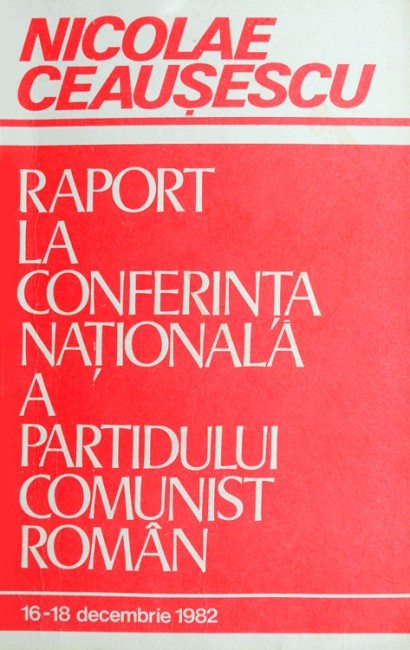 NICOLAE
CEAUȘESCU
RAPORT
LA
CONFERINȚA
NAȚIONALĂ
A
PARTIDULUI
COMUNIST
ROMÂN
16-18 decembrie 1982